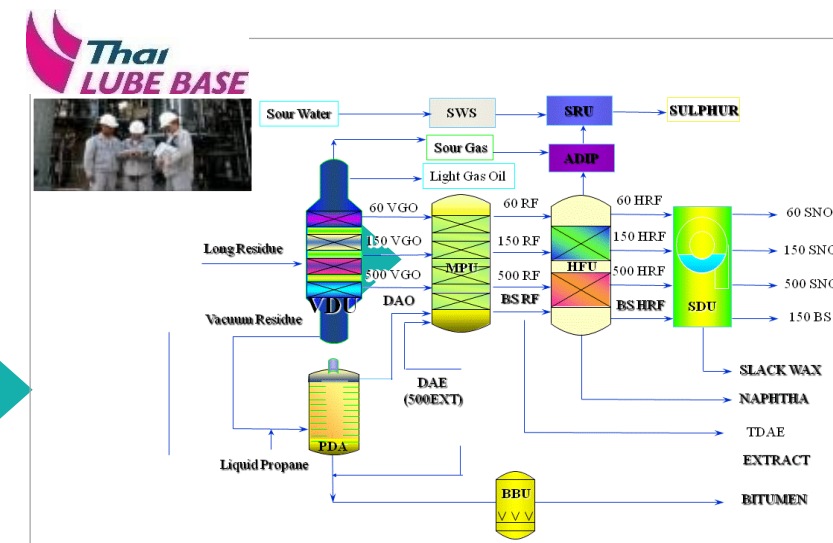 Thai
LUBE BASE
Sour Water
SWS
SRU
SULPHUR
Sour Gas
ADIP
Light Gas Oil
60 VGO
60 RF
60 HRF
60 SNO
Long Residue
150 VGO
150 RF
150 HRF
150 SNO
MPU
HFU
500 VGO
500 RF
500 HRF
500 SNO
VDU
DAO
BS RF
BS HRF
SDU
150 BS
Vacuum Residue
SLACK WAX
DAE
(500EXT)
NAPHTHA
TDAE
PDA
EXTRACT
Liquid Propane
BBU
BITUMEN